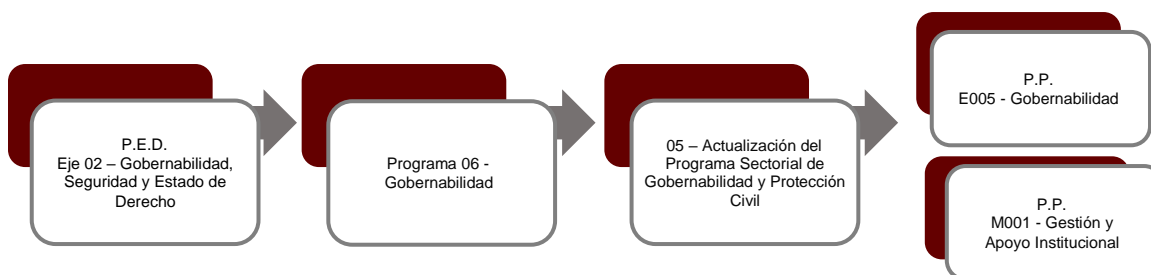 P.E.D.
Eje 02 – Gobernabilidad,
Seguridad y Estado de
Derecho
Programa 06 -
Gobernabilidad
05 – Actualización del
Programa Sectorial de
Gobernabilidad y Protección
Civil
P.P.
E005 - Gobernabilidad
P.P.
M001 - Gestión y
Apoyo Institucional